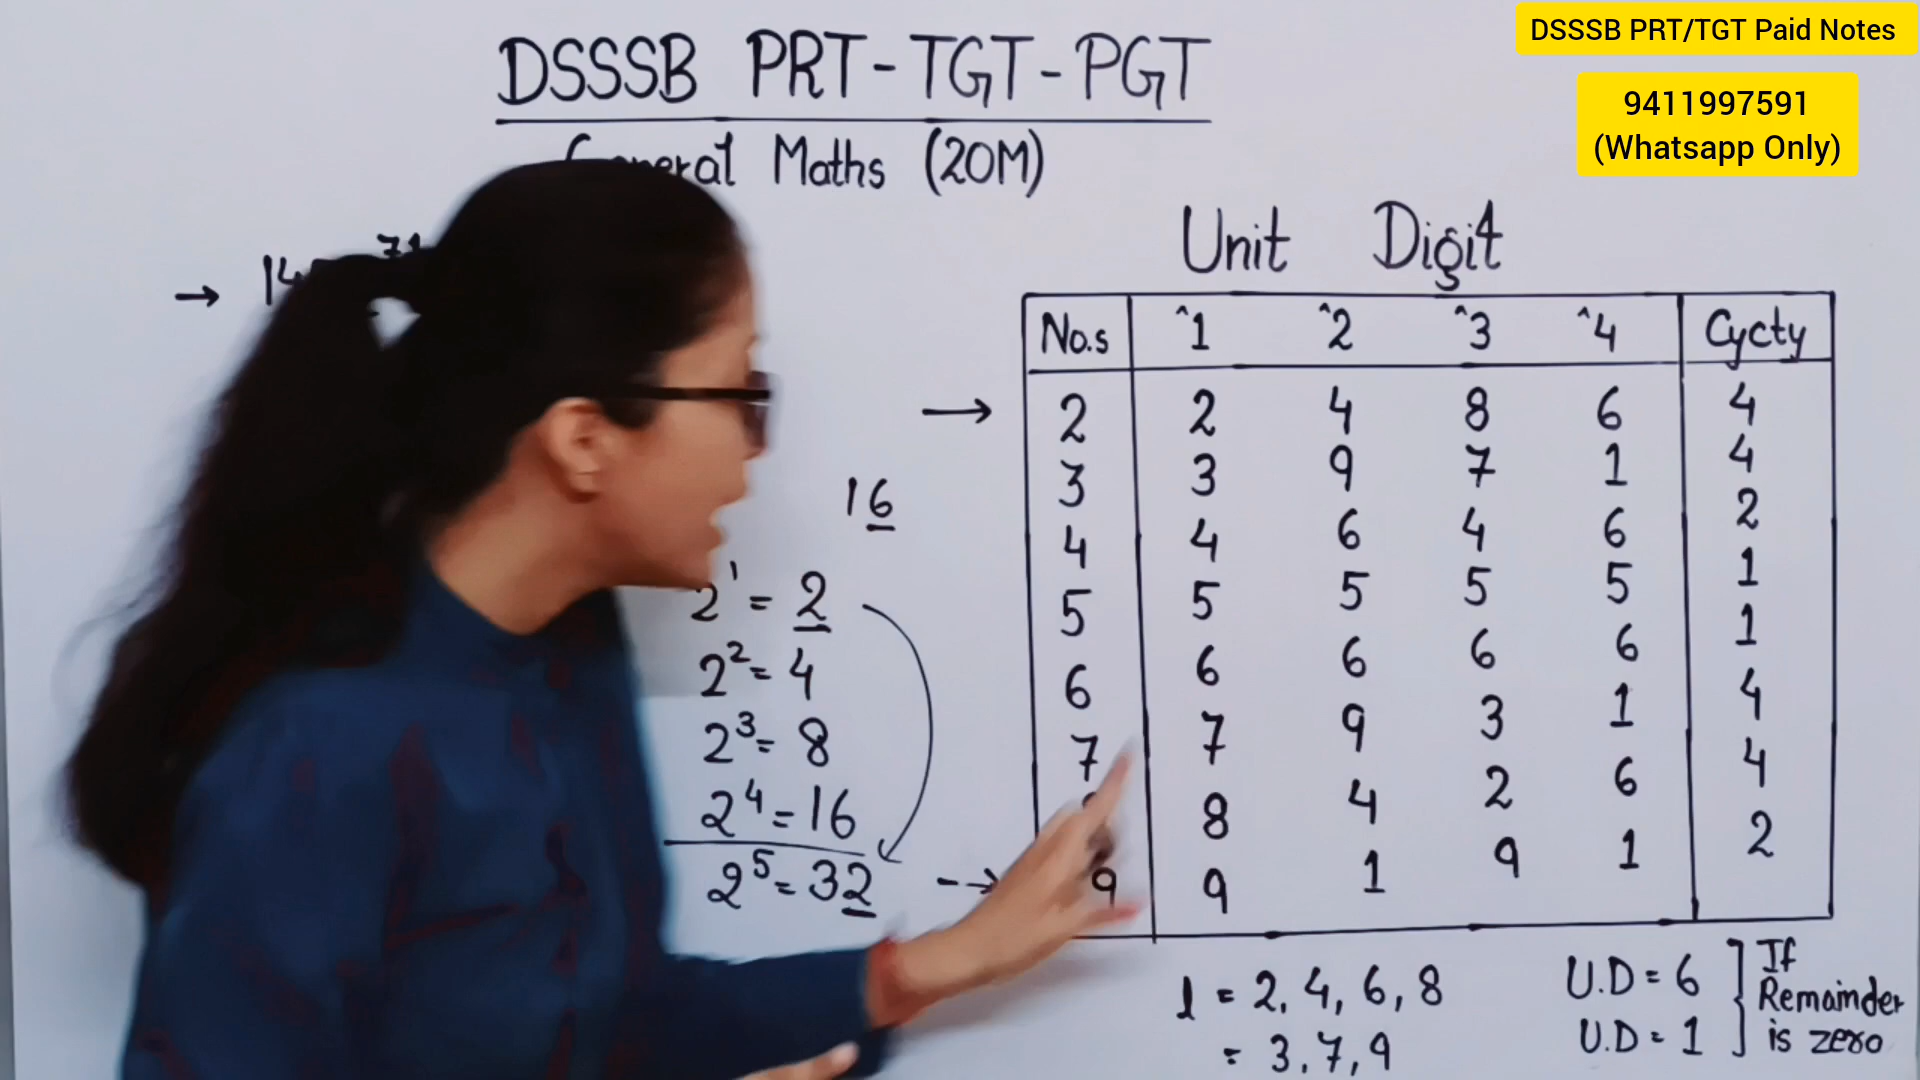 DSSSB PRT/TGT Paid Notes
9411997591
(Whatsapp Only)
DSSSB PRT-TGT-PGT
Maths (20M)
Unit Digit
→
No.s ^1 ^2 ^3 ^4 Cycty
→ 2 2 4 8 6 4
3 3 9 7 1 4
4 4 6 4 6 2
5 5 5 5 5 1
6 6 6 6 6 1
7 7 9 3 1 4
8 4 2 6 4
9 9 1 9 1 2
16
2¹ = 2
2² = 4
2³ = 8
2⁴ = 16
2⁵ = 32
1 = 2, 4, 6, 8 U.D = 6
= 3, 7, 9 U.D = 1
If
Remainder
is zero